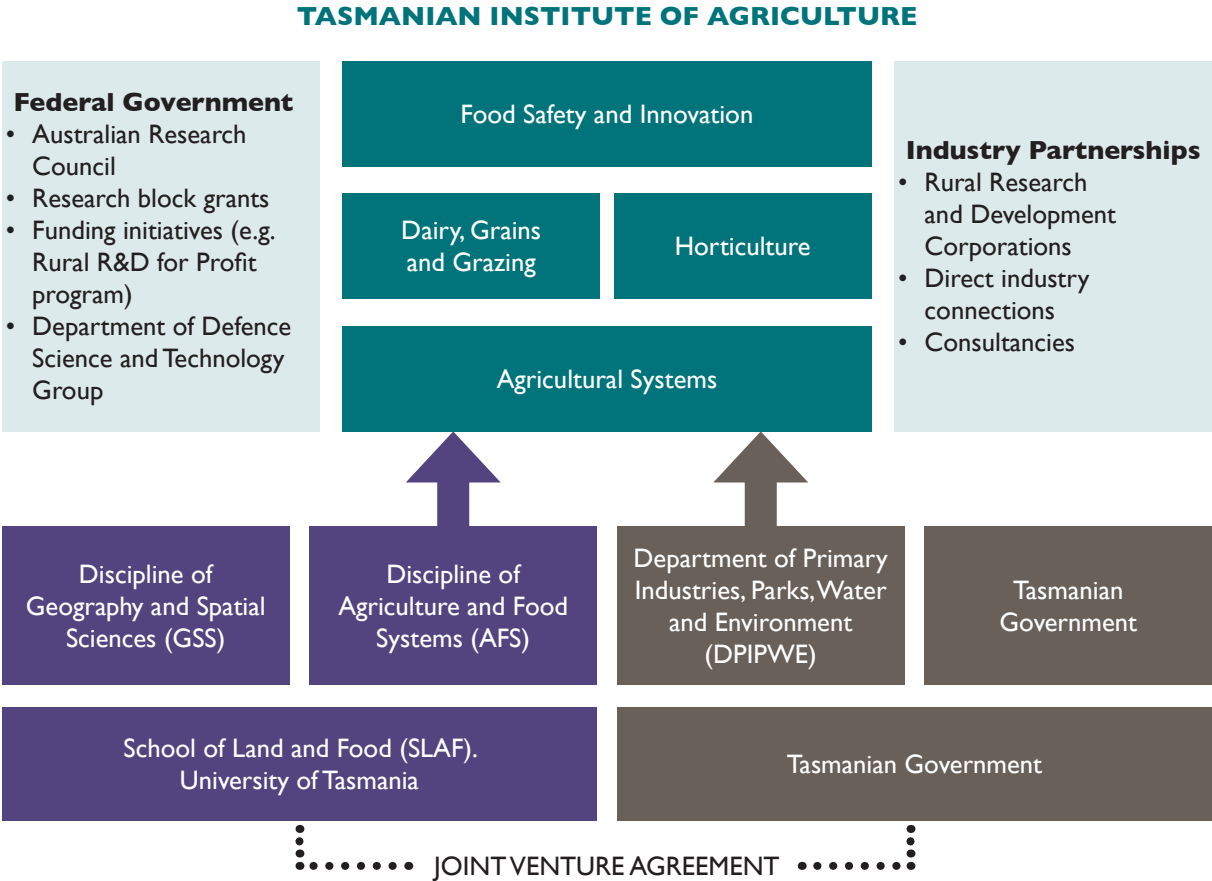 TASMANIAN INSTITUTE OF AGRICULTURE
Federal Government
• Australian Research
Council
• Research block grants
• Funding initiatives (e.g.
Rural R&D for Profit
program)
• Department of Defence
Science and Technology
Group
Food Safety and Innovation
Dairy, Grains
and Grazing
Horticulture
Agricultural Systems
Industry Partnerships
• Rural Research
and Development
Corporations
• Direct industry
connections
• Consultancies
Discipline of
Geography and Spatial
Sciences (GSS)
Discipline of
Agriculture and Food
Systems (AFS)
Department of Primary
Industries, Parks, Water
and Environment
(DPIPWE)
Tasmanian
Government
School of Land and Food (SLAF).
University of Tasmania
Tasmanian Government
JOINT VENTURE AGREEMENT